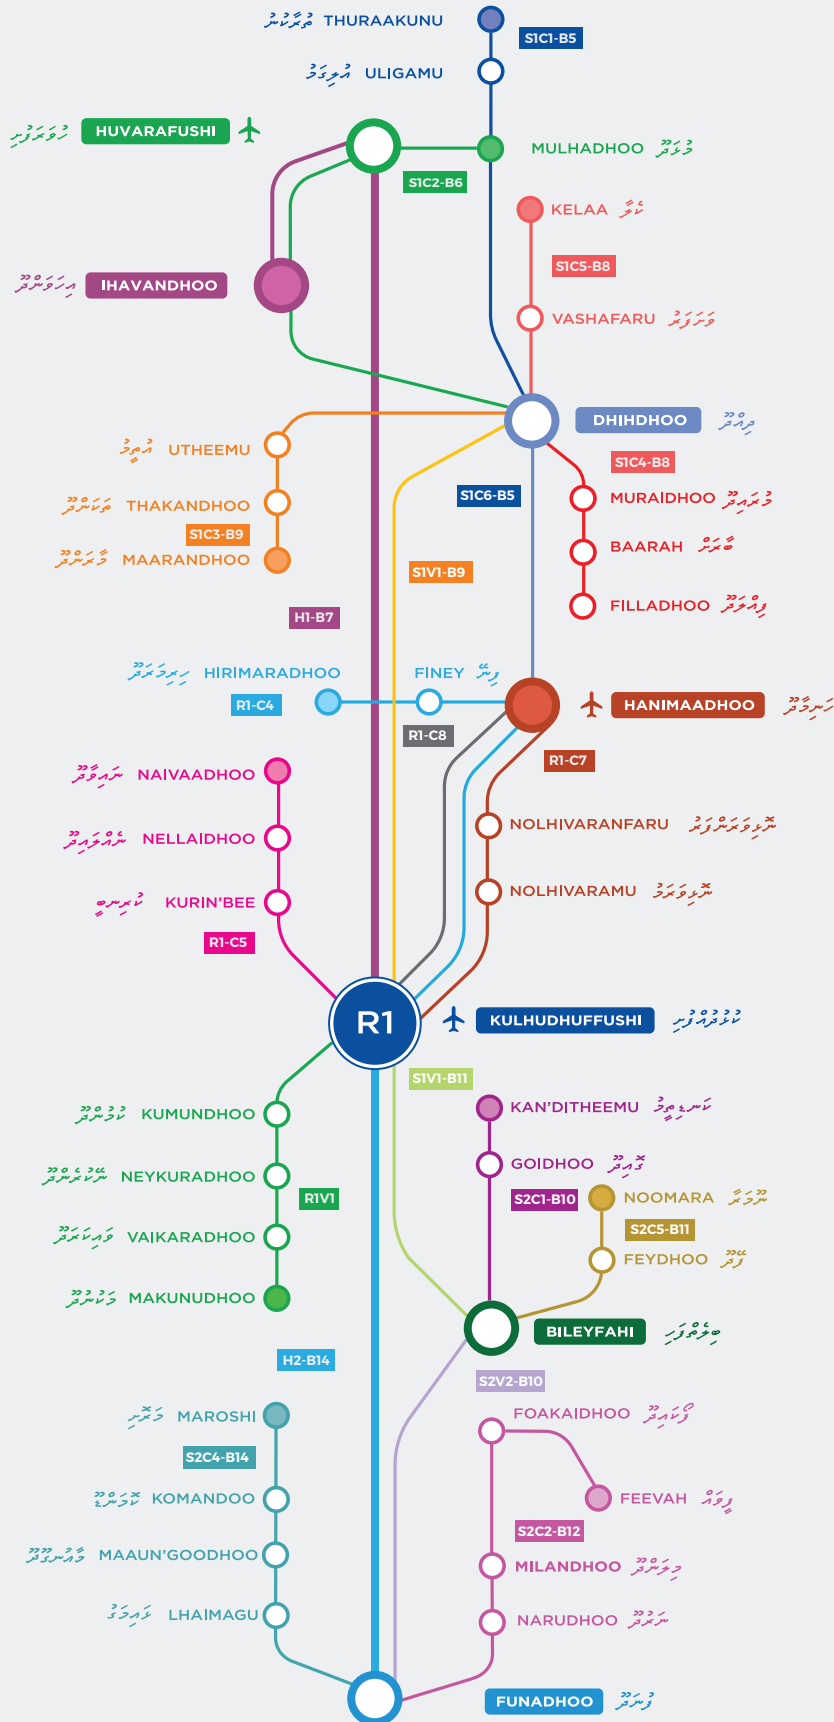 ތުރާކުނު THURAAKUNU
S1C1-B5
އުލިގަމު ULIGAMU
ހުވަރަފުށި HUVARAFUSHI
MULHADHOO މުޅަދޫ
S1C2-B6
KELAA ކެލާ
S1C5-B8
އިހަވަންދޫ IHAVANDHOO
VASHAFARU ވަށަފަރު
DHIHDHOO ދިއްދޫ
އުތީމު UTHEEMU
S1C4-B8
S1C6-B5
MURAIDHOO މުރައިދޫ
ތަކަންދޫ THAKANDHOO
S1C3-B9
BAARAH ބާރަށް
މާރަންދޫ MAARANDHOO
S1V1-B9
FILLADHOO ފިއްލަދޫ
H1-B7
ހިރިމަރަދޫ HIRIMARADHOO
FINEY ފިނޭ
R1-C4
HANIMAADHOO ހަނިމާދޫ
R1-C8
R1-C7
ނައިވާދޫ NAIVAADHOO
NOLHIVARANFARU ނޮޅިވަރަންފަރު
ނެއްލައިދޫ NELLAIDHOO
NOLHIVARAMU ނޮޅިވަރަމު
ކުރިނބީ KURIN'BEE
R1-C5
R1
KULHUDHUFFUSHI ކުޅުދުއްފުށި
S1V1-B11
ކުމުންދޫ KUMUNDHOO
KAN'DITHEEMU ކަނޑިތީމު
GOIDHOO ގޮއިދޫ
ނޭކުރެންދޫ NEYKURADHOO
R1V1
S2C1-B10
NOOMARA ނޫމަރާ
S2C5-B11
ވައިކަރަދޫ VAIKARADHOO
FEYDHOO ފޭދޫ
މަކުނުދޫ MAKUNUDHOO
BILEYFAHI ބިލެތްފަހި
H2-B14
S2V2-B10
މަރޮށި MAROSHI
FOAKAIDHOO ފޯކައިދޫ
S2C4-B14
ކޮމަންޑޫ KOMANDOO
FEEVAH ފީވައް
S2C2-B12
މާއުނގޫދޫ MAAUN'GOODHOO
MILANDHOO މިލަންދޫ
ޅައިމަގު LHAIMAGU
NARUDHOO ނަރުދޫ
FUNADHOO ފުނަދޫ